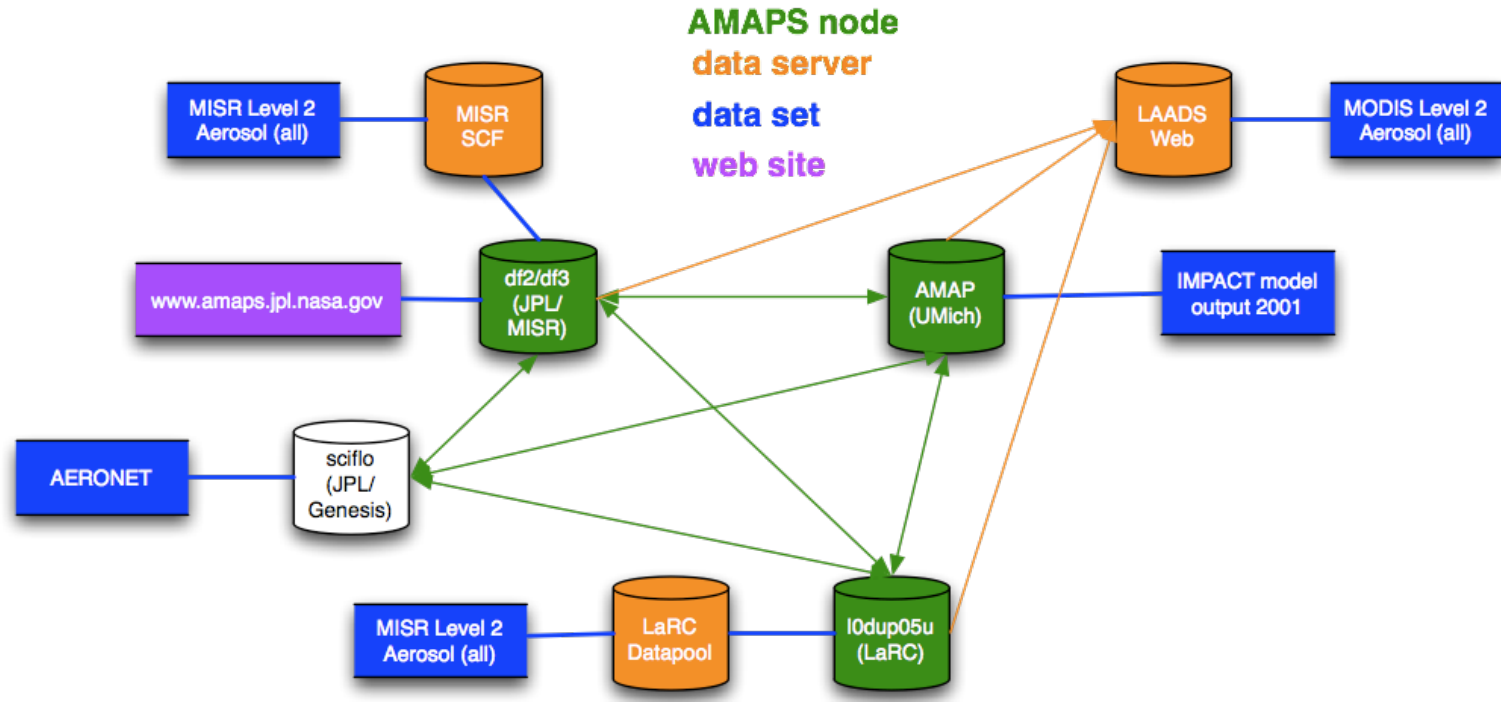 AMAPS node
data server
data set
web site
MISR Level 2
Aerosol (all)
MISR
SCF
LAADS
Web
MODIS Level 2
Aerosol (all)
www.amaps.jpl.nasa.gov
df2/df3
(JPL/
MISR)
AMAP
(UMich)
IMPACT model
output 2001
AERONET
sciflo
(JPL/
Genesis)
MISR Level 2
Aerosol (all)
LaRC
Datapool
l0dup05u
(LaRC)